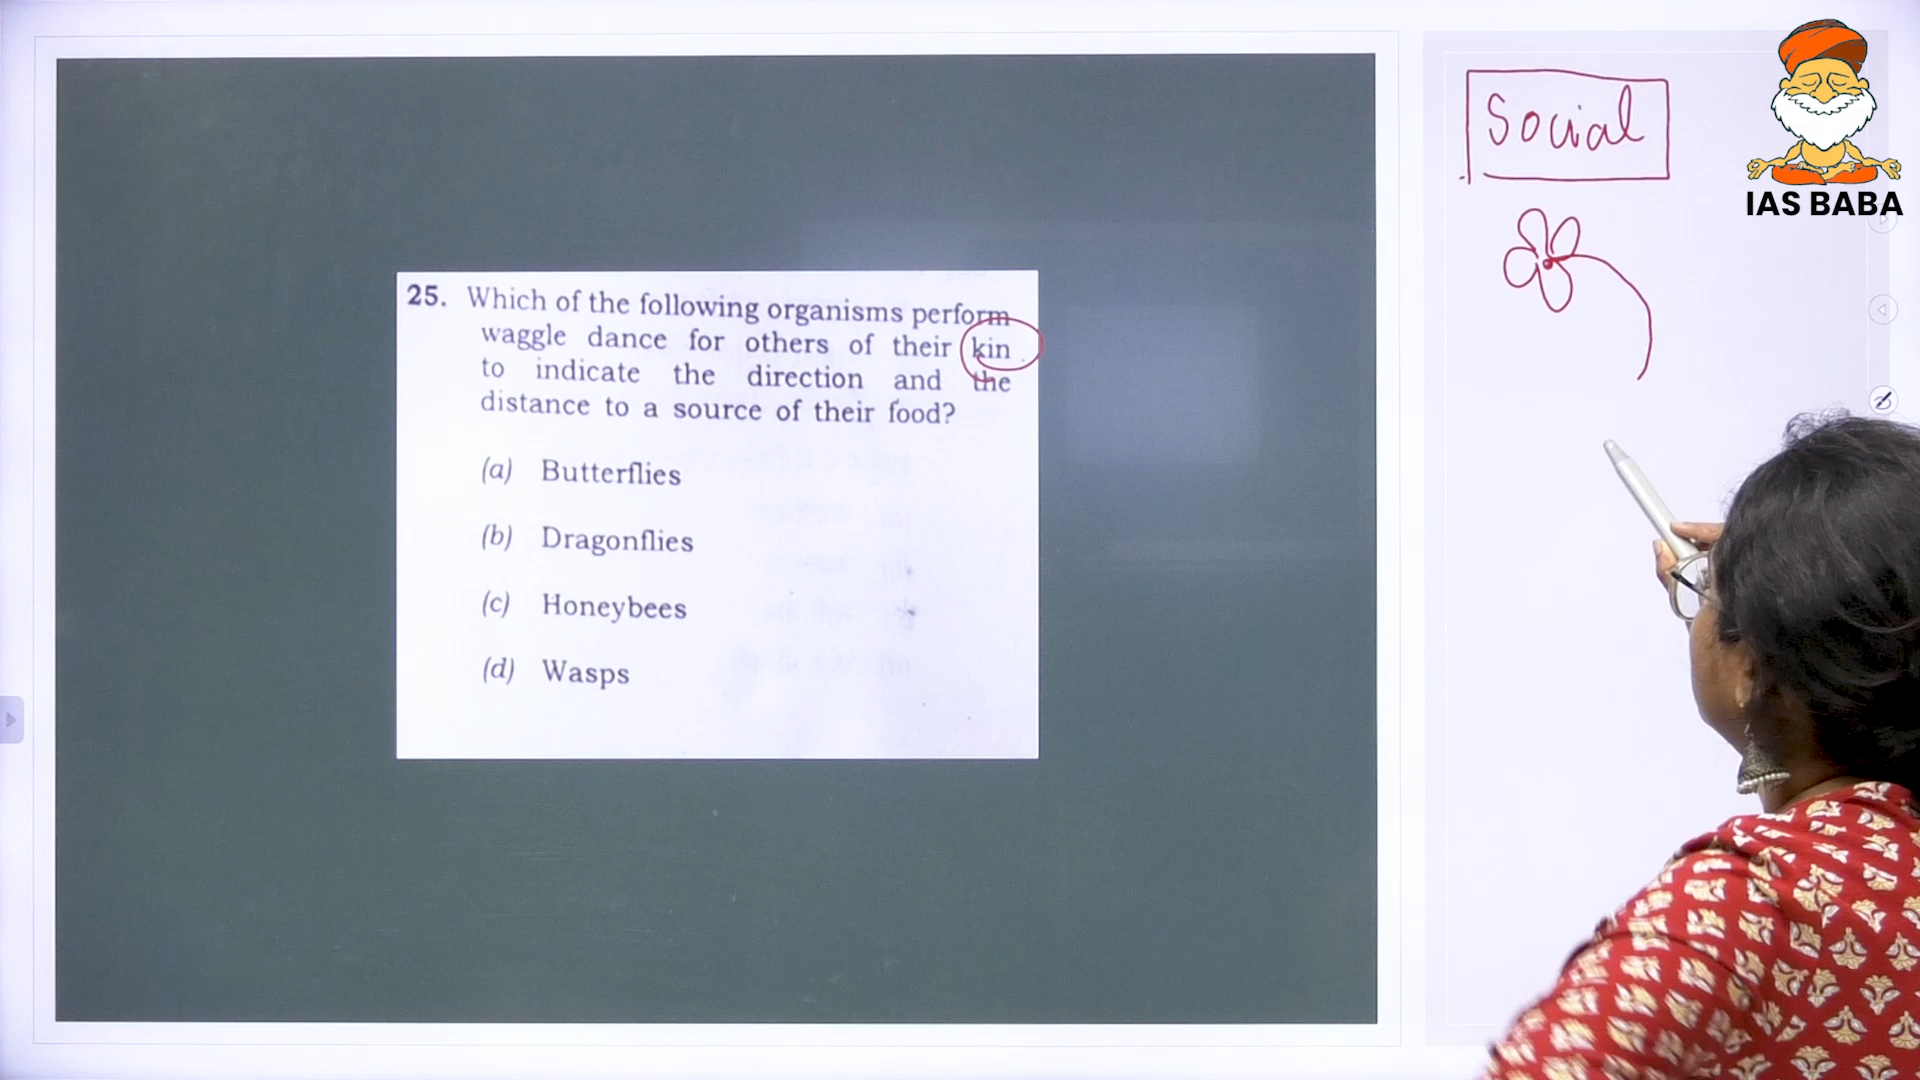 25. Which of the following organisms perform
waggle dance for others of their kin
to indicate the direction and the
distance to a source of their food?
(a) Butterflies
(b) Dragonflies
(c) Honeybees
(d) Wasps
Social
IAS BABA